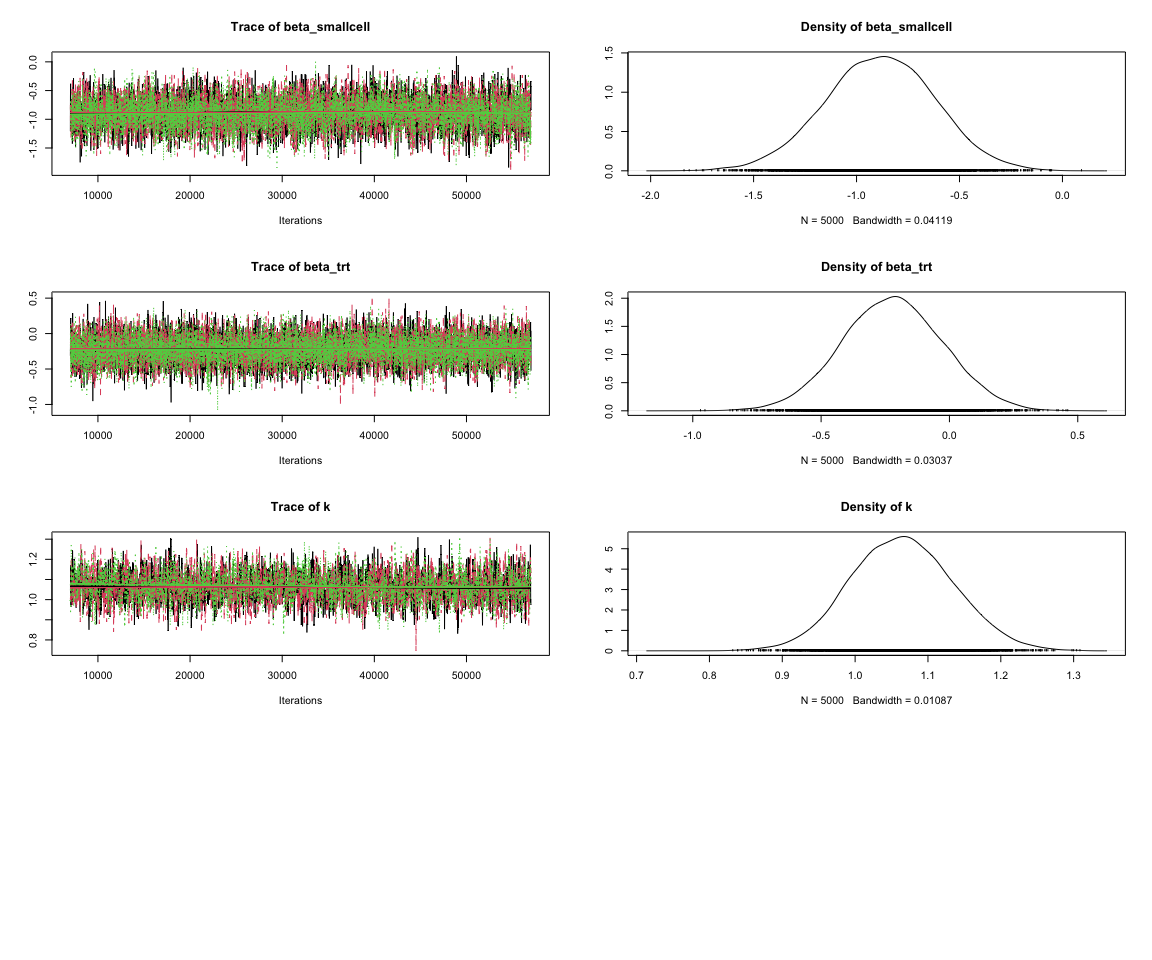 Trace of beta_smallcell
0.0
-0.5
-1.0
-1.5
10000 20000 30000 40000 50000
Iterations
Density of beta_smallcell
1.5
1.0
0.5
0.0
-2.0 -1.5 -1.0 -0.5 0.0
N = 5000 Bandwidth = 0.04119
Trace of beta_trt
0.5
0.0
-0.5
-1.0
10000 20000 30000 40000 50000
Iterations
Density of beta_trt
2.0
1.5
1.0
0.5
0.0
-1.0 -0.5 0.0 0.5
N = 5000 Bandwidth = 0.03037
Trace of k
1.2
1.0
0.8
10000 20000 30000 40000 50000
Iterations
Density of k
5
4
3
2
1
0
0.7 0.8 0.9 1.0 1.1 1.2 1.3
N = 5000 Bandwidth = 0.01087